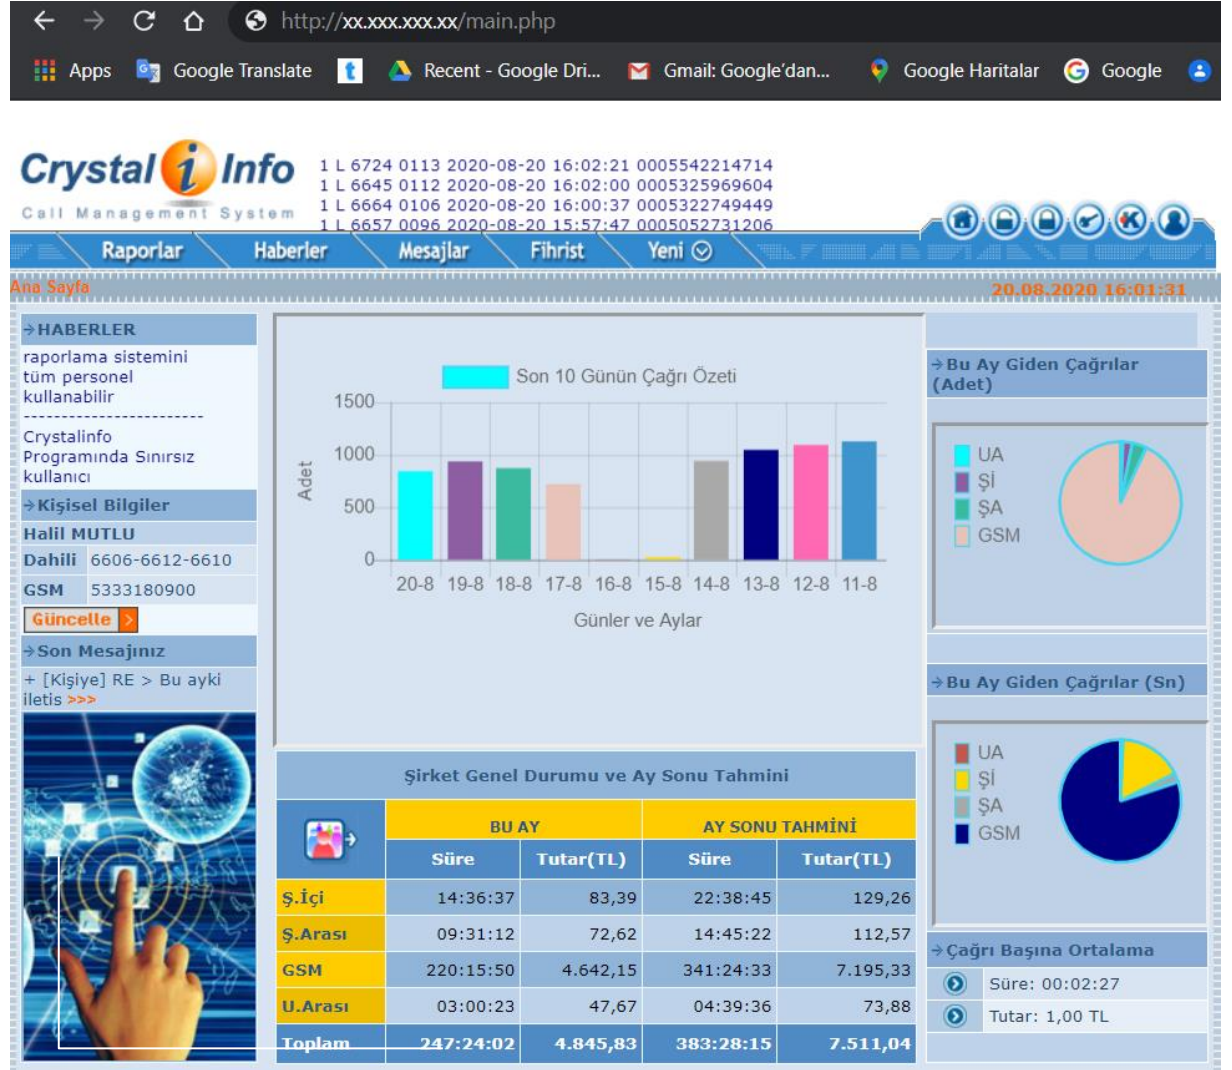 http://xx.xxx.xxx.xx/main.php
Apps Google Translate t Recent - Google Dri... Gmail: Google'dan... Google Haritalar Google
Crystal i Info
Call Management System
1 L 6724 0113 2020-08-20 16:02:21 0005542214714
1 L 6645 0112 2020-08-20 16:02:00 0005325969604
1 L 6664 0106 2020-08-20 16:00:37 0005322749449
1 L 6657 0096 2020-08-20 15:57:47 0005052731206
Raporlar Haberler Mesajlar Fihrist Yeni
Ana Sayfa 20.08.2020 16:01:31
HABERLER
raporlama sistemini
tüm personel
kullanabilir
------------------------
Crystalinfo
Programında Sınırsız
kullanıcı
Kişisel Bilgiler
Halil MUTLU
Dahili 6606-6612-6610
GSM 5333180900
Güncelle >
Son Mesajınız
+ [Kişiye] RE > Bu ayki
iletis >>>
Son 10 Günün Çağrı Özeti
Adet
1500
1000
500
0
20-8 19-8 18-8 17-8 16-8 15-8 14-8 13-8 12-8 11-8
Günler ve Aylar
Şirket Genel Durumu ve Ay Sonu Tahmini
BU AY AY SONU TAHMİNİ
Süre Tutar(TL) Süre Tutar(TL)
Ş.İçi 14:36:37 83,39 22:38:45 129,26
Ş.Arası 09:31:12 72,62 14:45:22 112,57
GSM 220:15:50 4.642,15 341:24:33 7.195,33
U.Arası 03:00:23 47,67 04:39:36 73,88
Toplam 247:24:02 4.845,83 383:28:15 7.511,04
Bu Ay Giden Çağrılar
(Adet)
UA
Şİ
ŞA
GSM
Bu Ay Giden Çağrılar (Sn)
UA
Şİ
ŞA
GSM
Çağrı Başına Ortalama
Süre: 00:02:27
Tutar: 1,00 TL